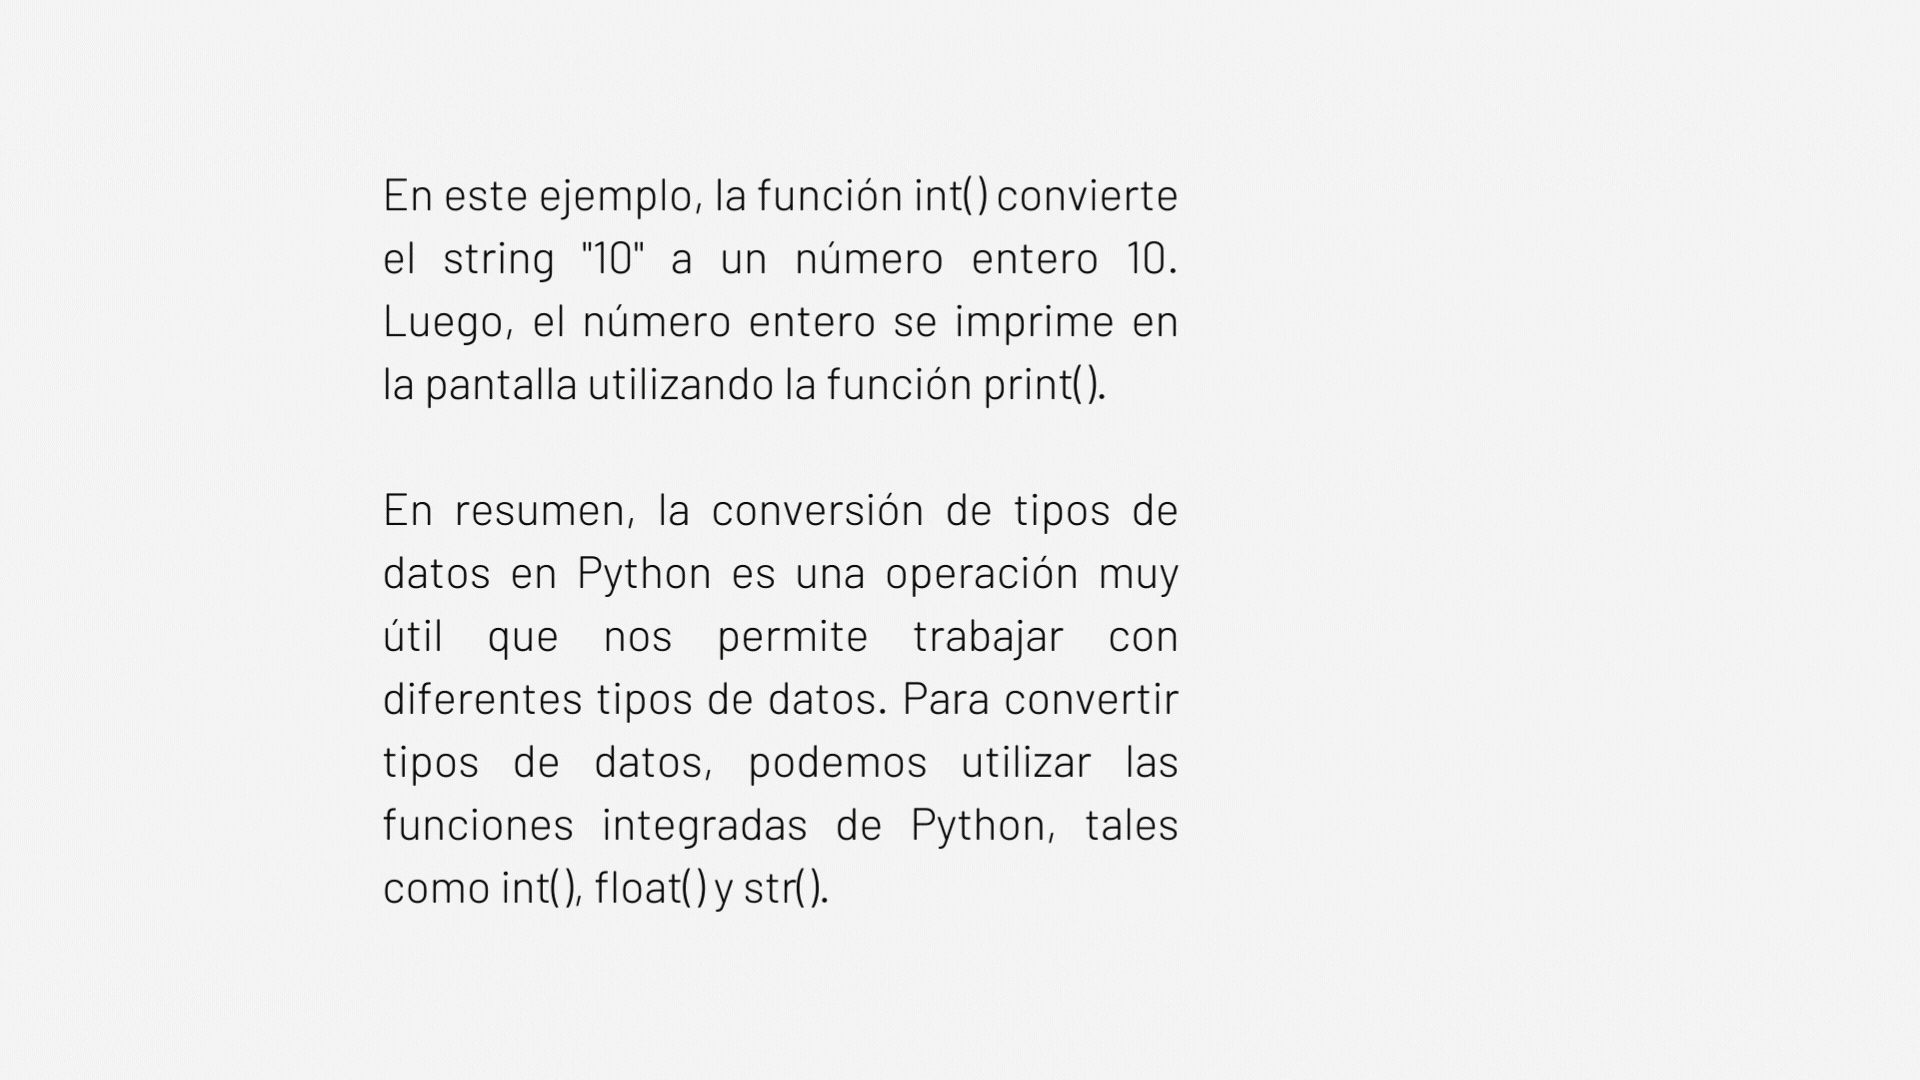 En este ejemplo, la función int() convierte
el string "10" a un número entero 10.
Luego, el número entero se imprime en
la pantalla utilizando la función print().
En resumen, la conversión de tipos de
datos en Python es una operación muy
útil que nos permite trabajar con
diferentes tipos de datos. Para convertir
tipos de datos, podemos utilizar las
funciones integradas de Python, tales
como int(), float() y str().